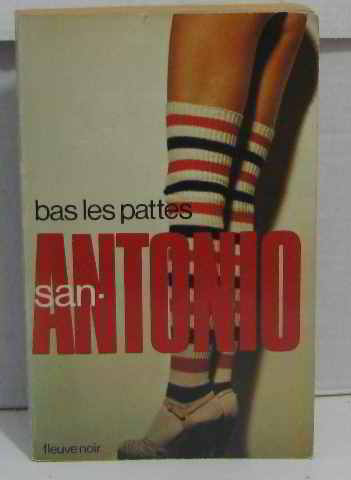 bas les pattes
san-
ANTONIO
fleuve noir